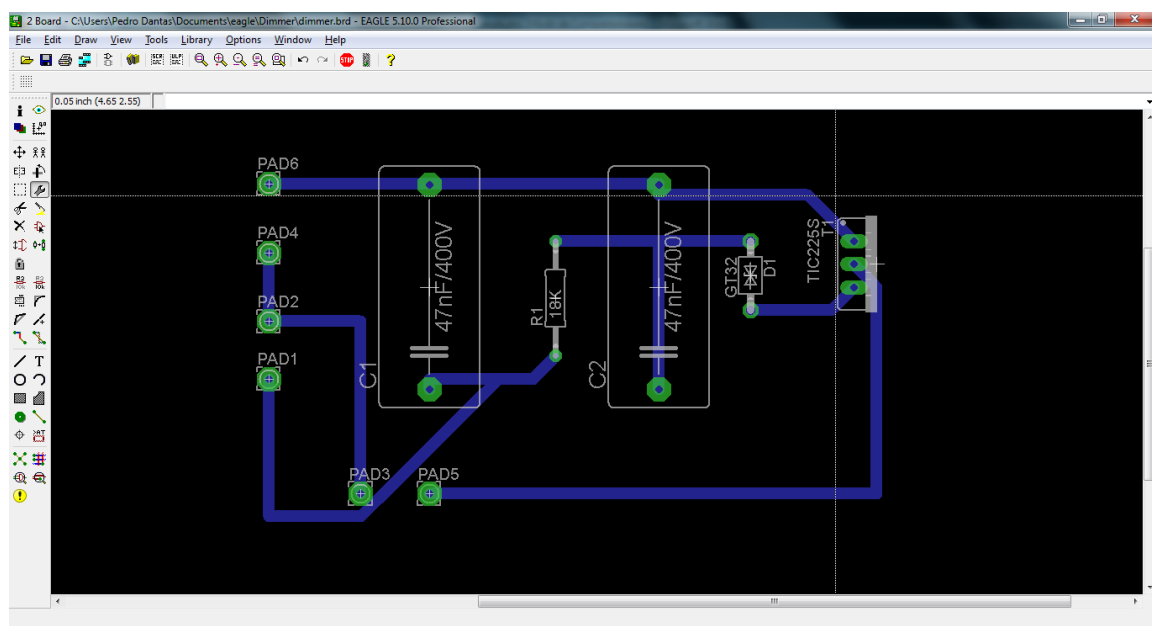 2 Board - C:\Users\Pedro Dantas\Documents\eagle\Dimmer\dimmer.brd - EAGLE 5.10.0 Professional
File Edit Draw View Tools Library Options Window Help
STOP
0.05 inch (4.65 2.55)
PAD6
PAD4
PAD2
PAD1
PAD3
PAD5
C1
47nF/400V
R1
18K
C2
47nF/400V
GT32
D1
TIC225S
T1